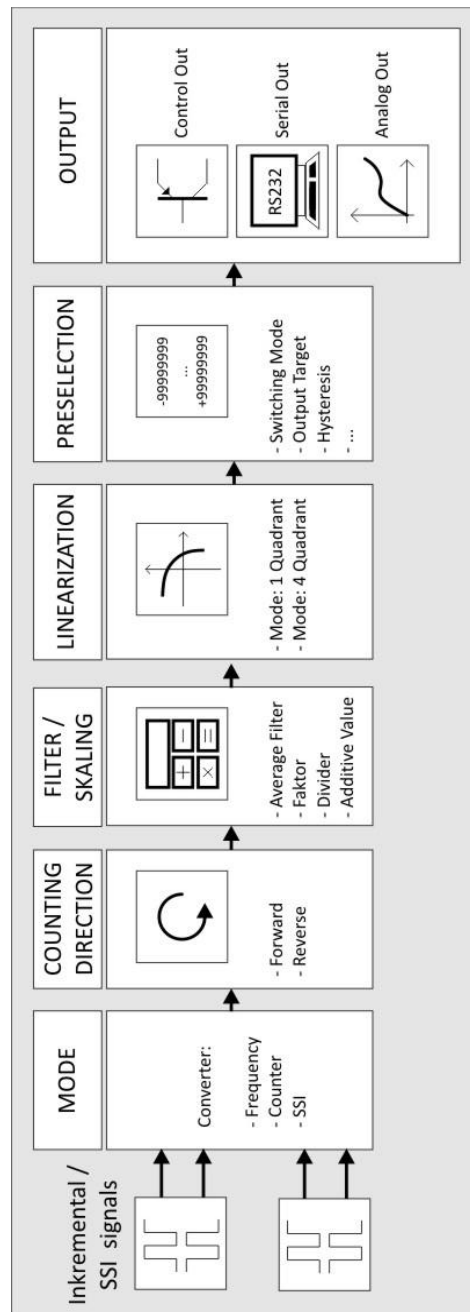 Inkremental /
SSI signals
MODE
Converter:
- Frequency
- Counter
- SSI
COUNTING
DIRECTION
- Forward
- Reverse
FILTER /
SKALING
+ −
× =
- Average Filter
- Faktor
- Divider
- Additive Value
LINEARIZATION
- Mode: 1 Quadrant
- Mode: 4 Quadrant
PRESELECTION
-99999999
...
+99999999
- Switching Mode
- Output Target
- Hysteresis
- ...
OUTPUT
Control Out
RS232
Serial Out
Analog Out